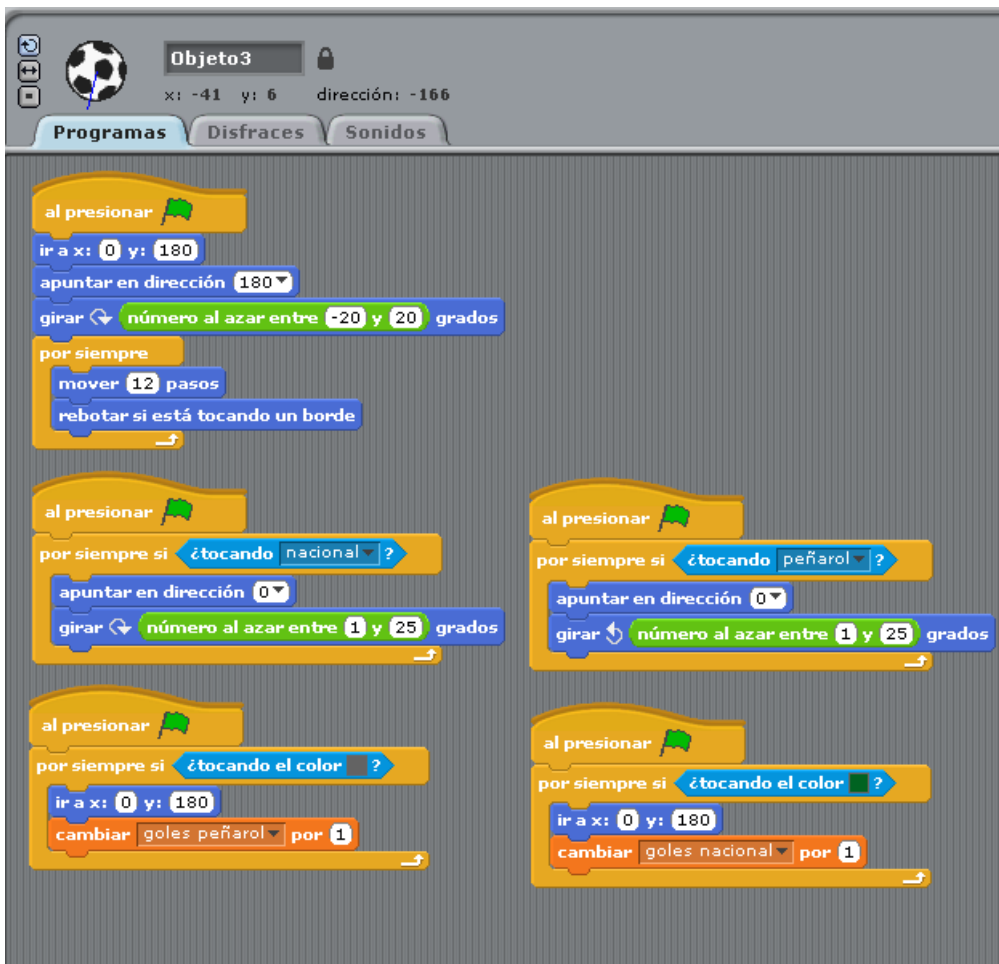 Objeto3
x: -41 y: 6 dirección: -166
Programas Disfraces Sonidos
al presionar
ir a x: 0 y: 180
apuntar en dirección 180
girar número al azar entre -20 y 20 grados
por siempre
mover 12 pasos
rebotar si está tocando un borde
al presionar
por siempre si ¿tocando nacional ?
apuntar en dirección 0
girar número al azar entre 1 y 25 grados
al presionar
por siempre si ¿tocando peñarol ?
apuntar en dirección 0
girar número al azar entre 1 y 25 grados
al presionar
por siempre si ¿tocando el color ?
ir a x: 0 y: 180
cambiar goles peñarol por 1
al presionar
por siempre si ¿tocando el color ?
ir a x: 0 y: 180
cambiar goles nacional por 1